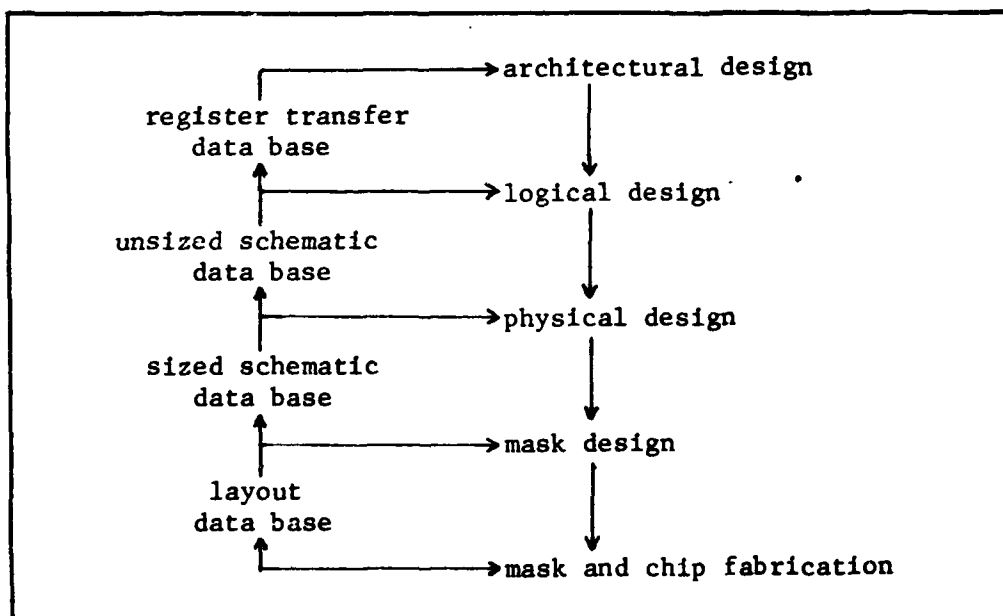 architectural design
register transfer
data base
logical design
unsized schematic
data base
physical design
sized schematic
data base
mask design
layout
data base
mask and chip fabrication